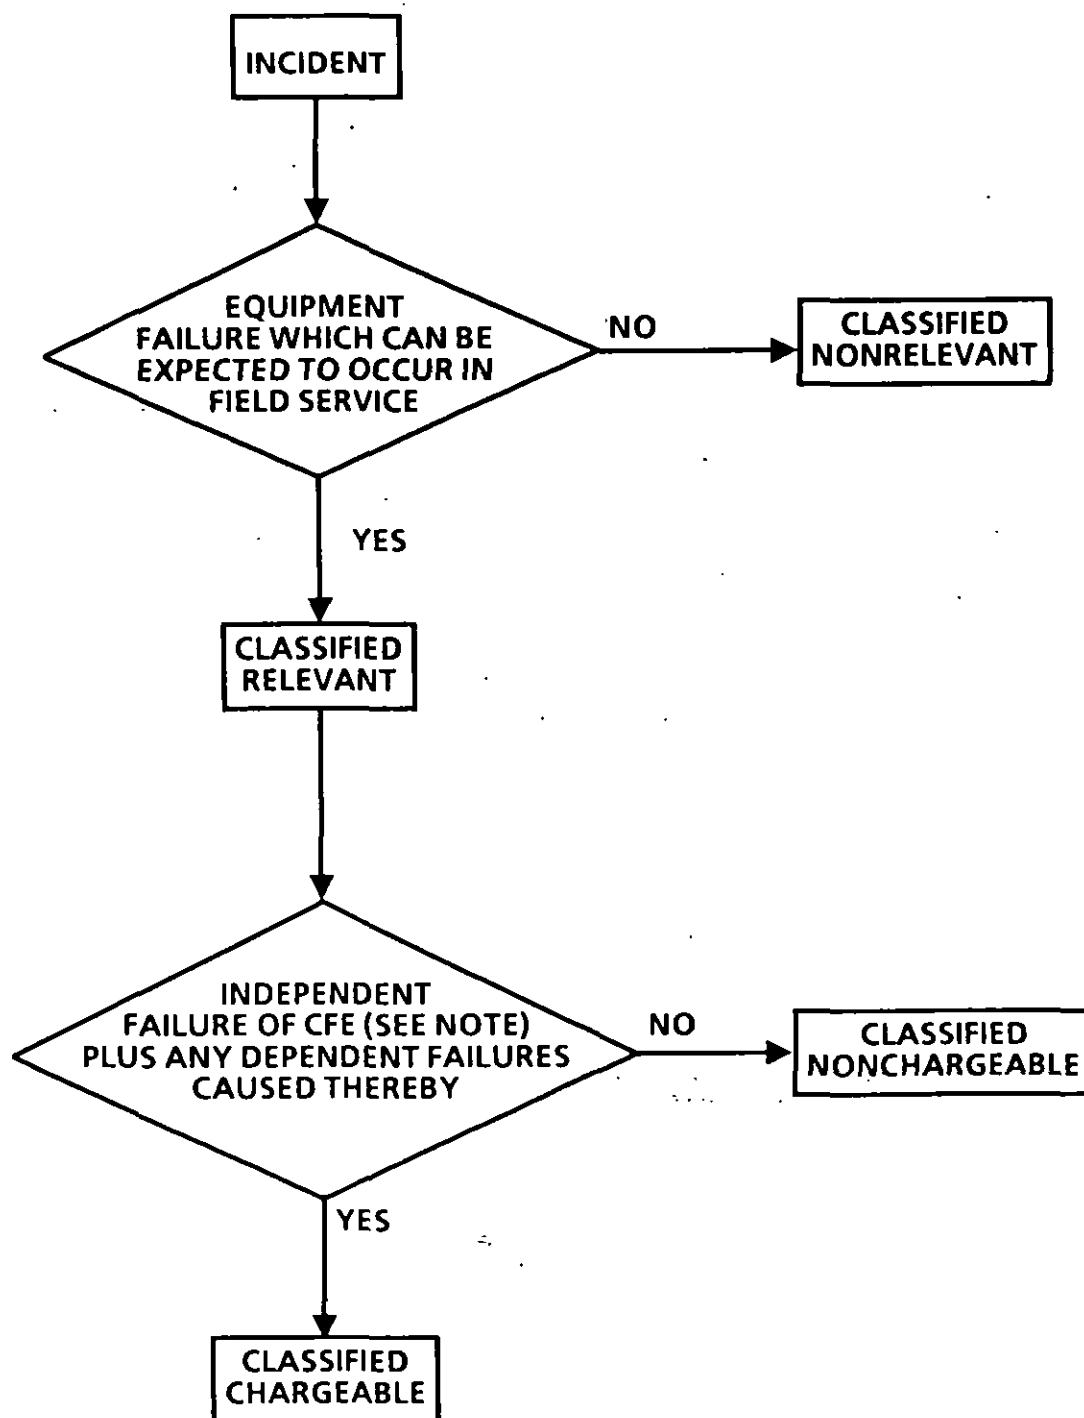 INCIDENT
EQUIPMENT
FAILURE WHICH CAN BE
EXPECTED TO OCCUR IN
FIELD SERVICE
NO
CLASSIFIED
NONRELEVANT
YES
CLASSIFIED
RELEVANT
INDEPENDENT
FAILURE OF CFE (SEE NOTE)
PLUS ANY DEPENDENT FAILURES
CAUSED THEREBY
NO
CLASSIFIED
NONCHARGEABLE
YES
CLASSIFIED
CHARGEABLE